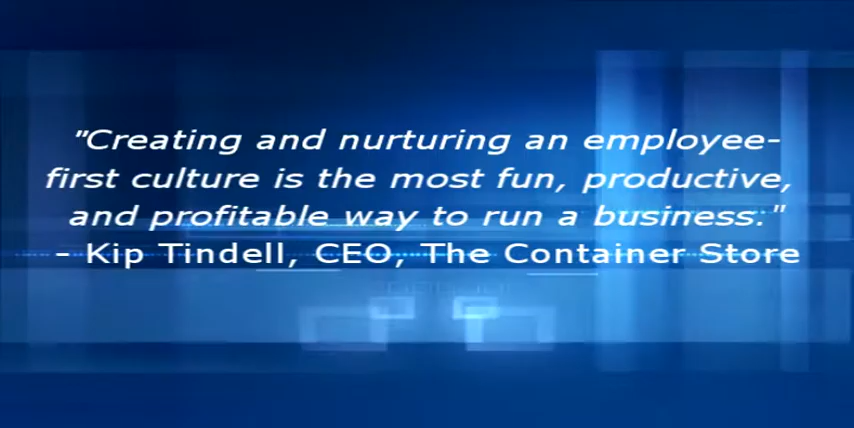 "Creating and nurturing an employee-
first culture is the most fun, productive,
and profitable way to run a business."
- Kip Tindell, CEO, The Container Store